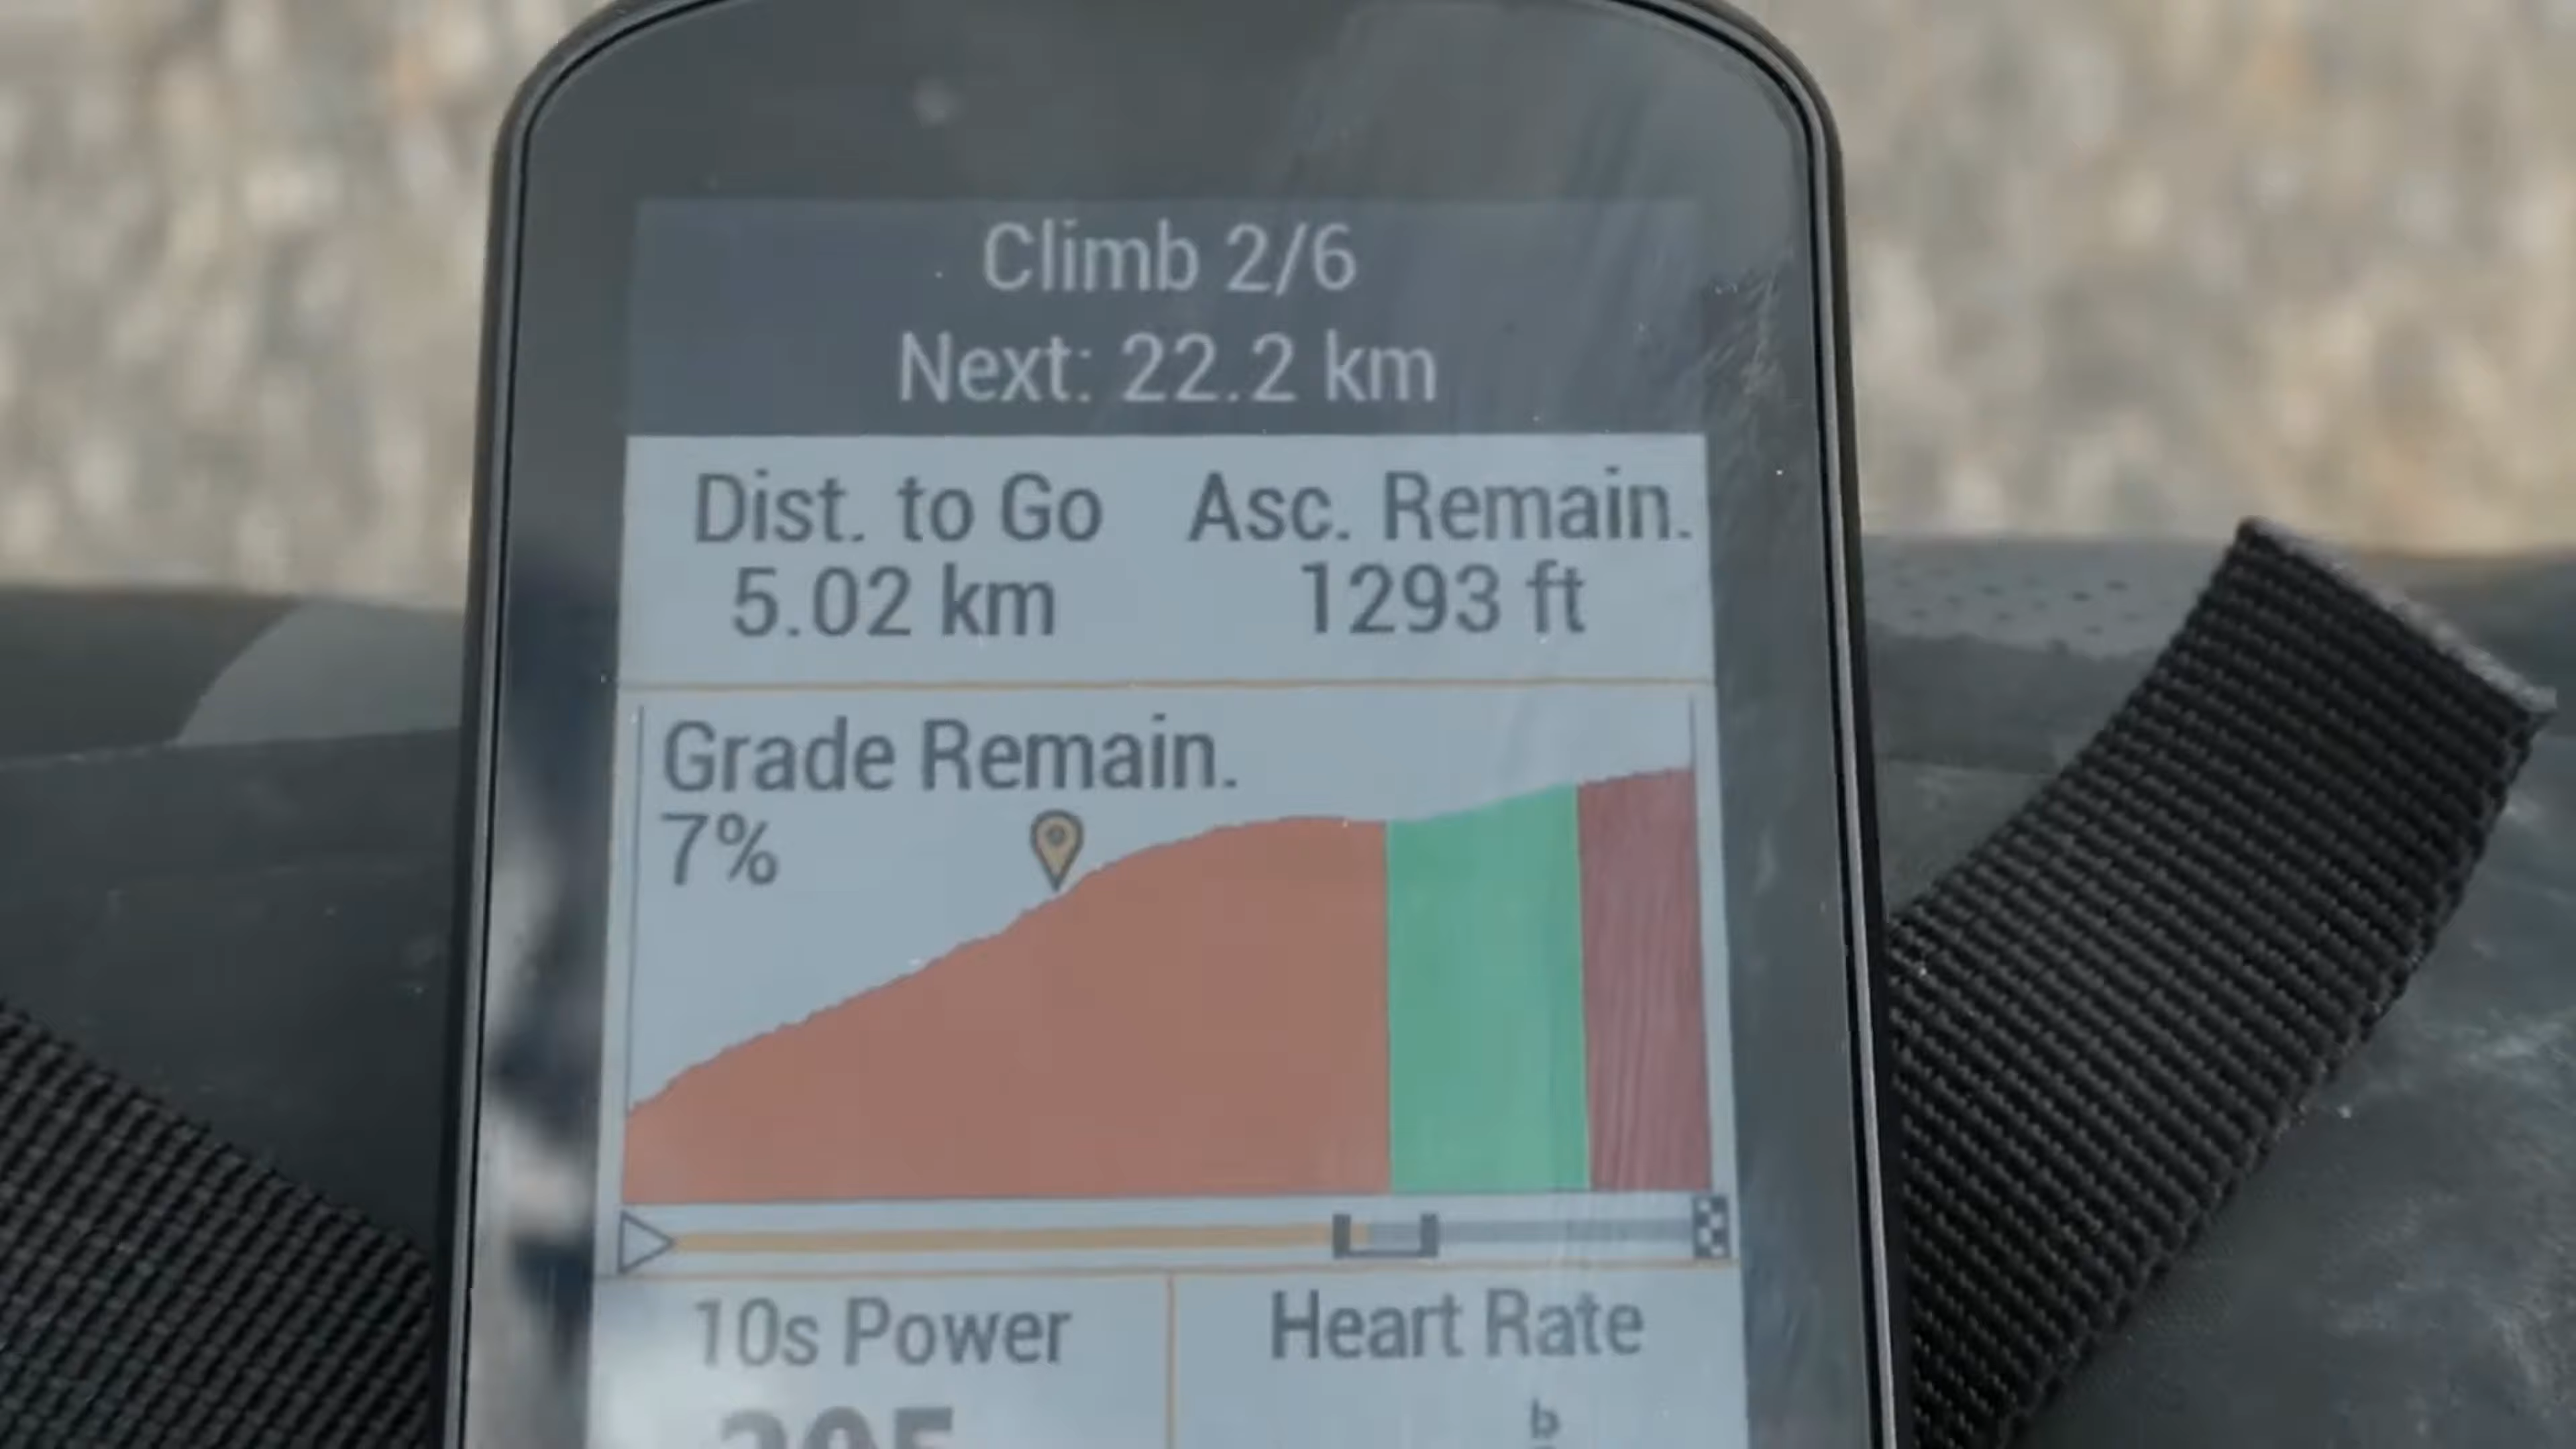 Climb 2/6
Next: 22.2 km
Dist. to Go Asc. Remain.
5.02 km 1293 ft
Grade Remain.
7%
10s Power Heart Rate